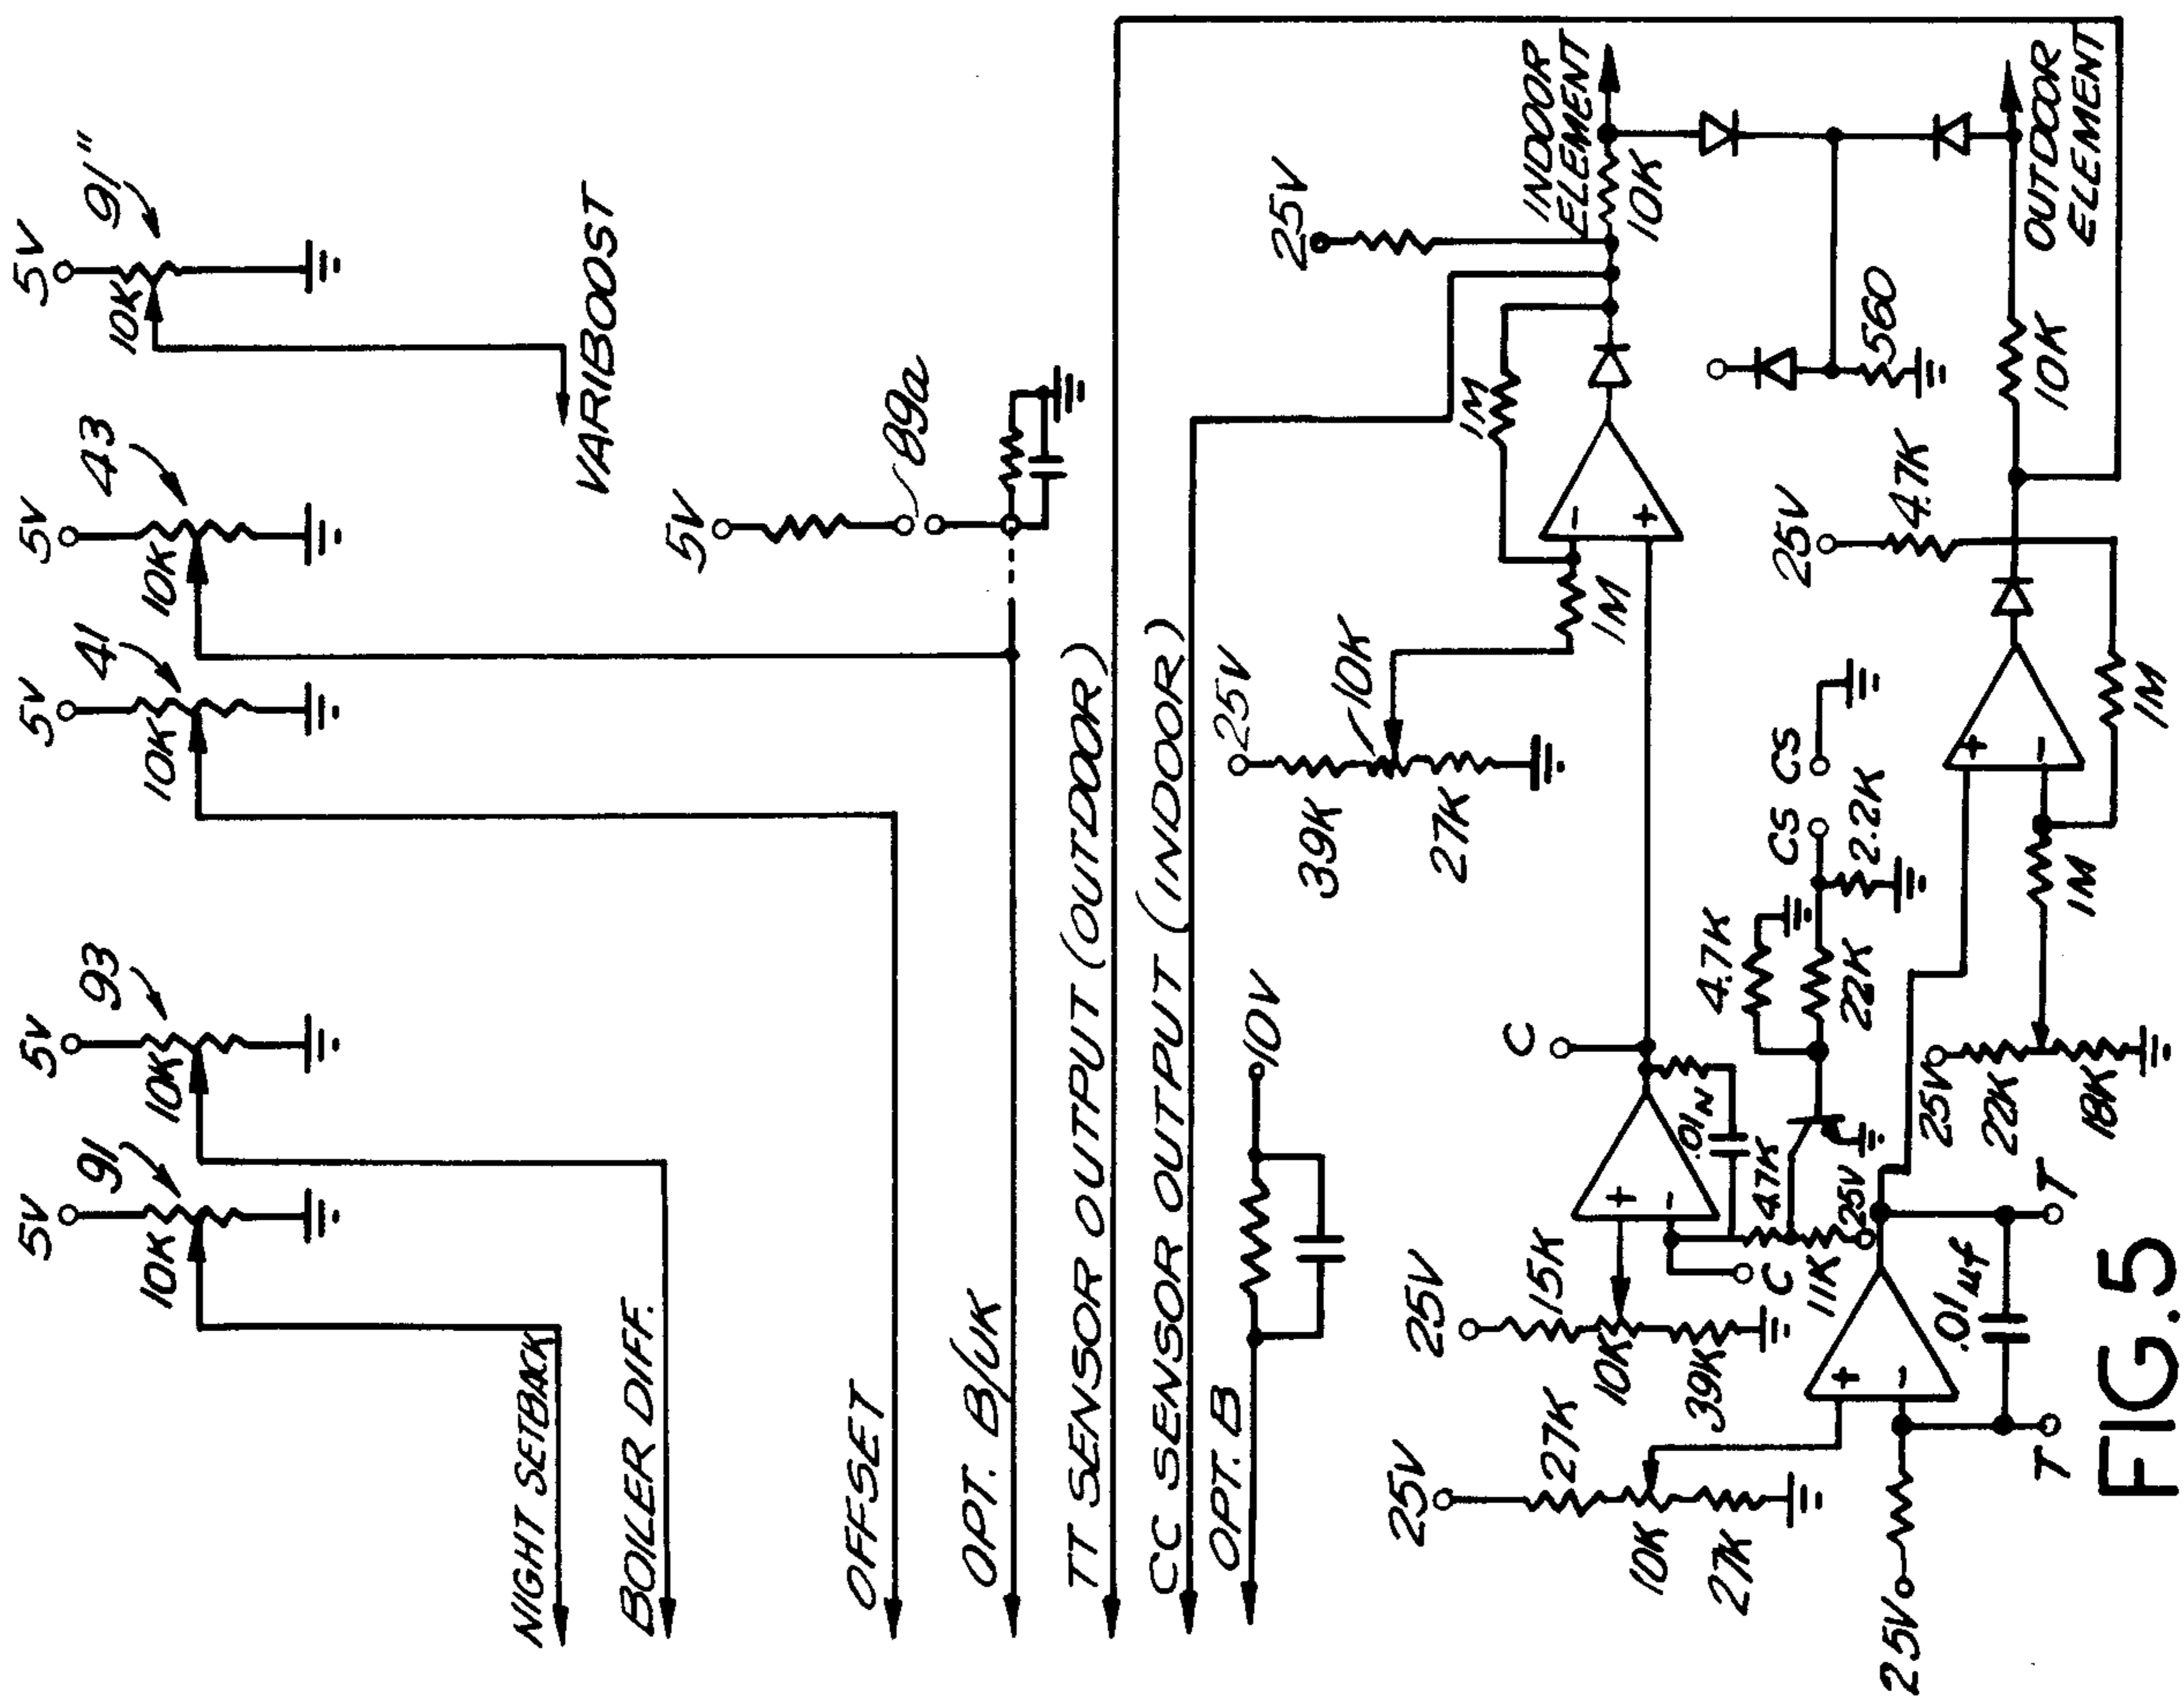 5V
91
10K
5V
93
10K
5V
41
10K
5V
43
10K
5V
91"
10K
NIGHT SETBACK
BOILER DIFF.
OFFSET
OPT. B/UK
VARIBOOST
5V
89a
TT SENSOR OUTPUT (OUTDOOR)
CC SENSOR OUTPUT (INDOOR)
OPT. B
10V
25V
39K
10K
27K
1M
1M
25V
INDOOR
ELEMENT
10K
560
25V
27K
10K
27K
25V
25V
15K
10K
39K
+
-
C
C
.01
47K
11K
25V
4.7K
22K
CS
CS
2.2K
+
-
+
-
.01µf
T
T
25V
22K
18K
1M
+
-
1M
25V
4.7K
10K
OUTDOOR
ELEMENT
FIG.5